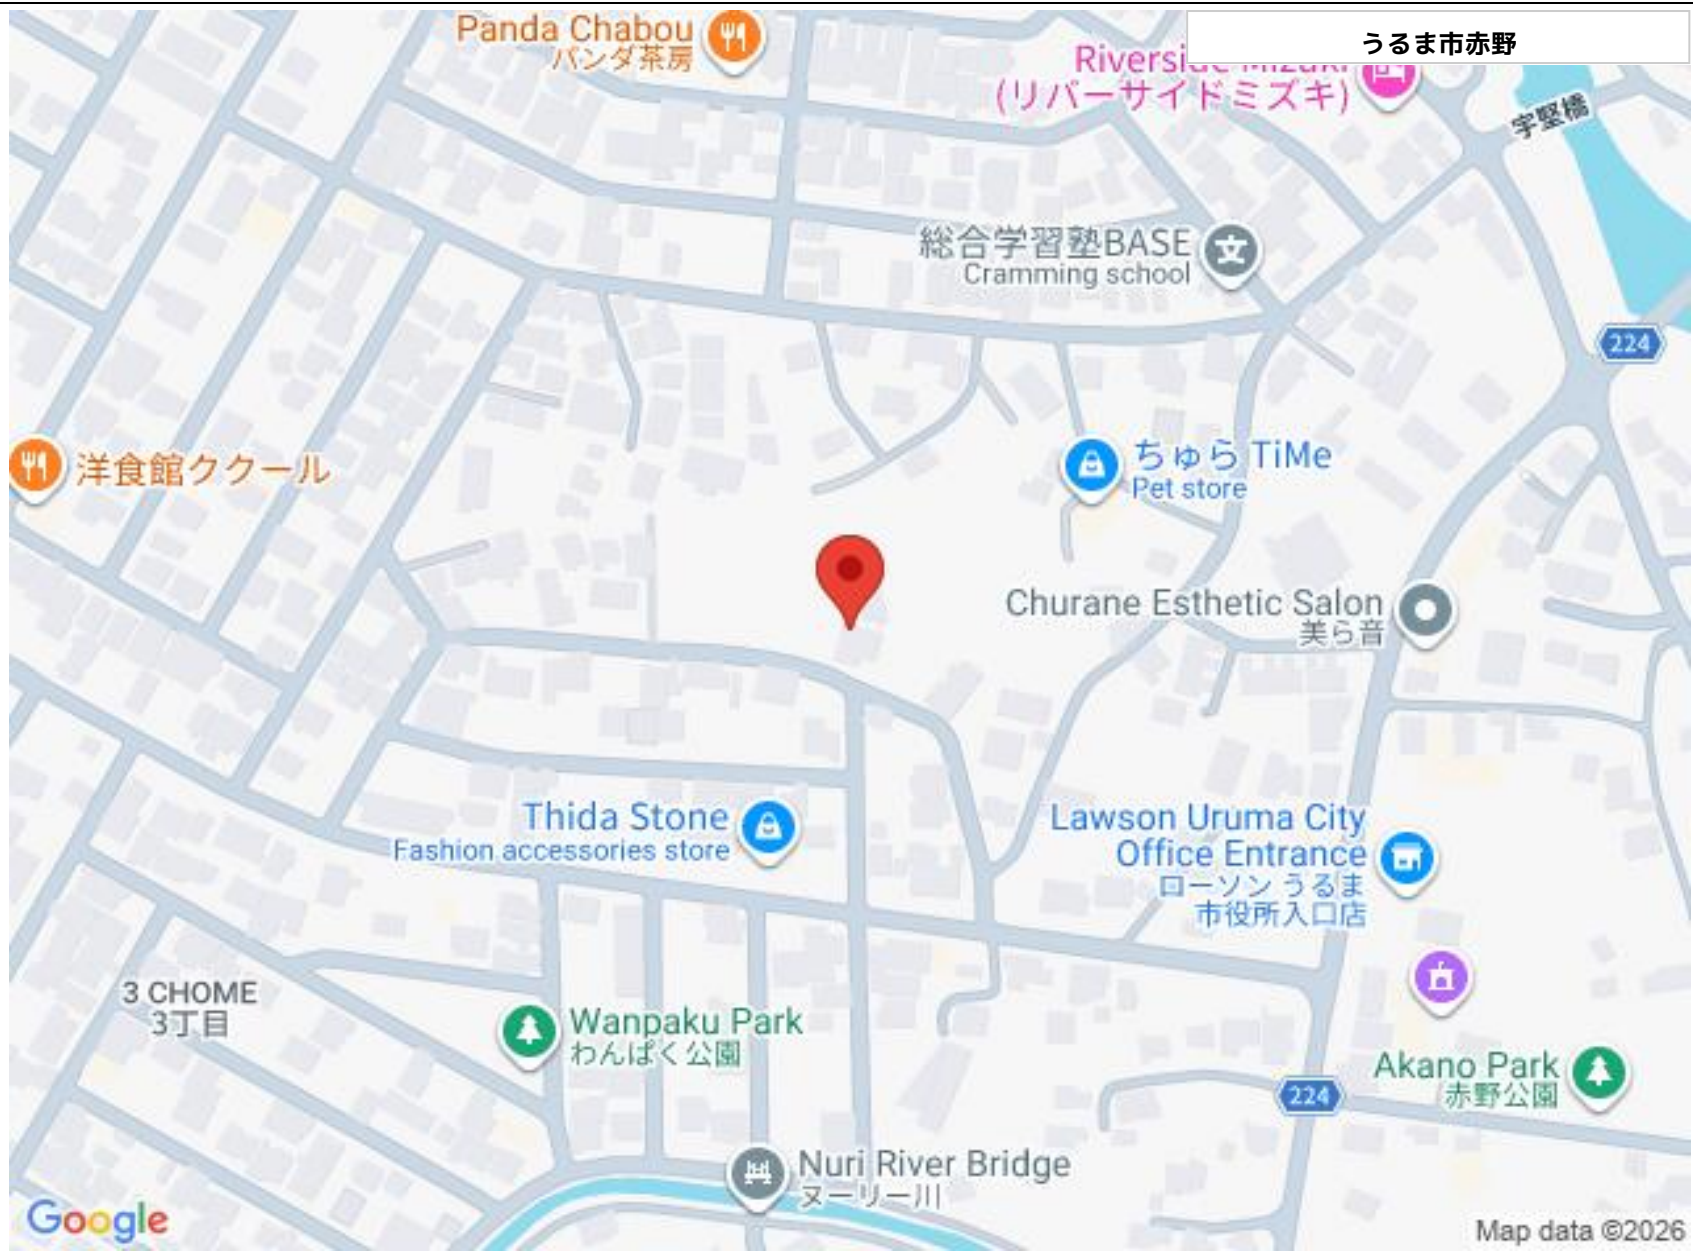 Panda Chabou
パンダ茶房
うるま市赤野
(リバーサイドミズキ)
宇堅橋
総合学習塾BASE
Cramming school
224
洋食館ククール
ちゅら TiMe
Pet store
Churane Esthetic Salon
美ら音
Thida Stone
Fashion accessories store
Lawson Uruma City
Office Entrance
ローソン うるま
市役所入口店
3 CHOME
3丁目
Wanpaku Park
わんぱく公園
Akano Park
赤野公園
224
Nuri River Bridge
ヌーリー川
Google
Map data ©2026